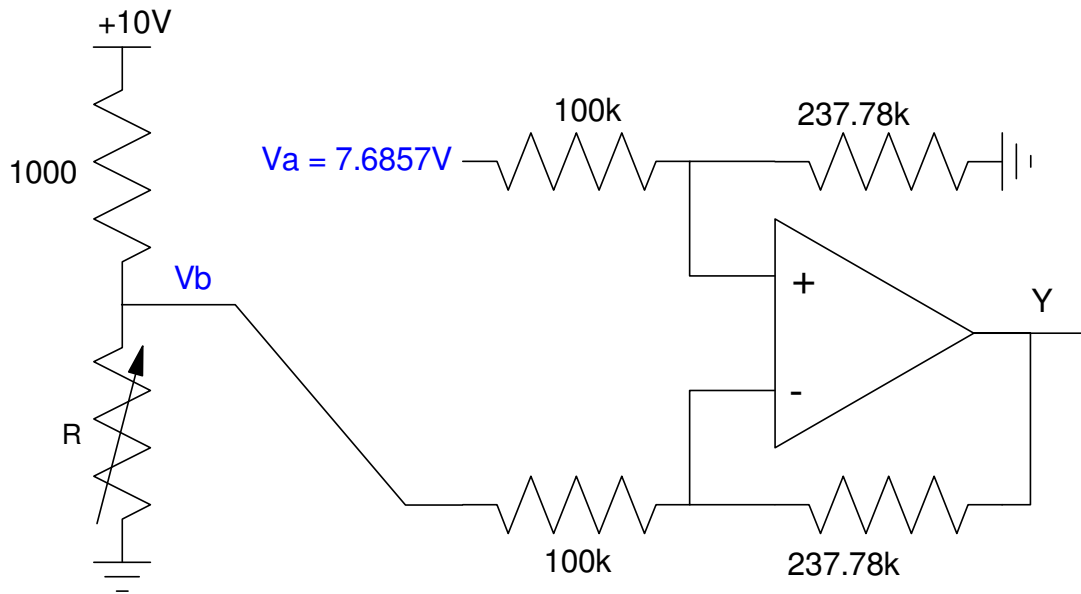 +10V
1000
Vb
R
Va = 7.6857V
100k
237.78k
+
-
Y
100k
237.78k